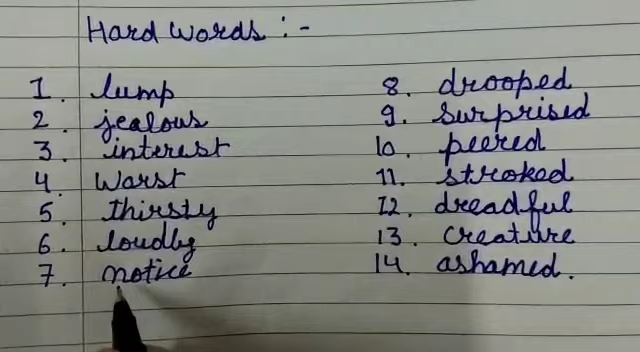 Hard words :-
1. lump
2. jealous
3. interest
4. warst
5. thirsty
6. loudly
7. notice
8. drooped
9. surprised
10. peered
11. stroked
12. dreadful
13. creature
14. ashamed.